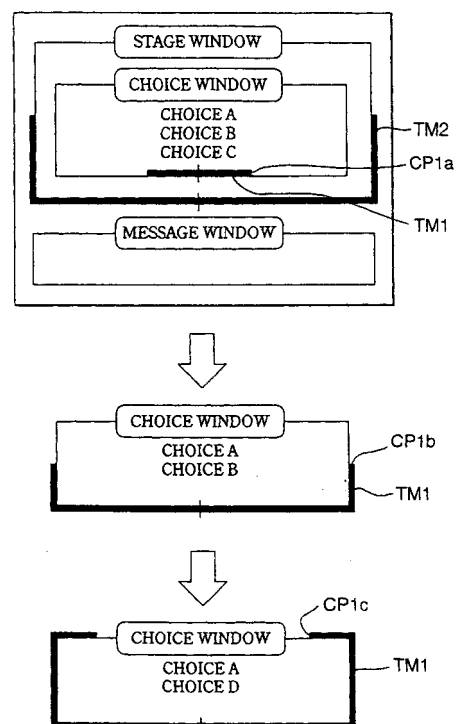 STAGE WINDOW
CHOICE WINDOW
CHOICE A
CHOICE B
CHOICE C
TM2
CP1a
TM1
MESSAGE WINDOW
CHOICE WINDOW
CHOICE A
CHOICE B
CP1b
TM1
CP1c
CHOICE WINDOW
CHOICE A
CHOICE D
TM1